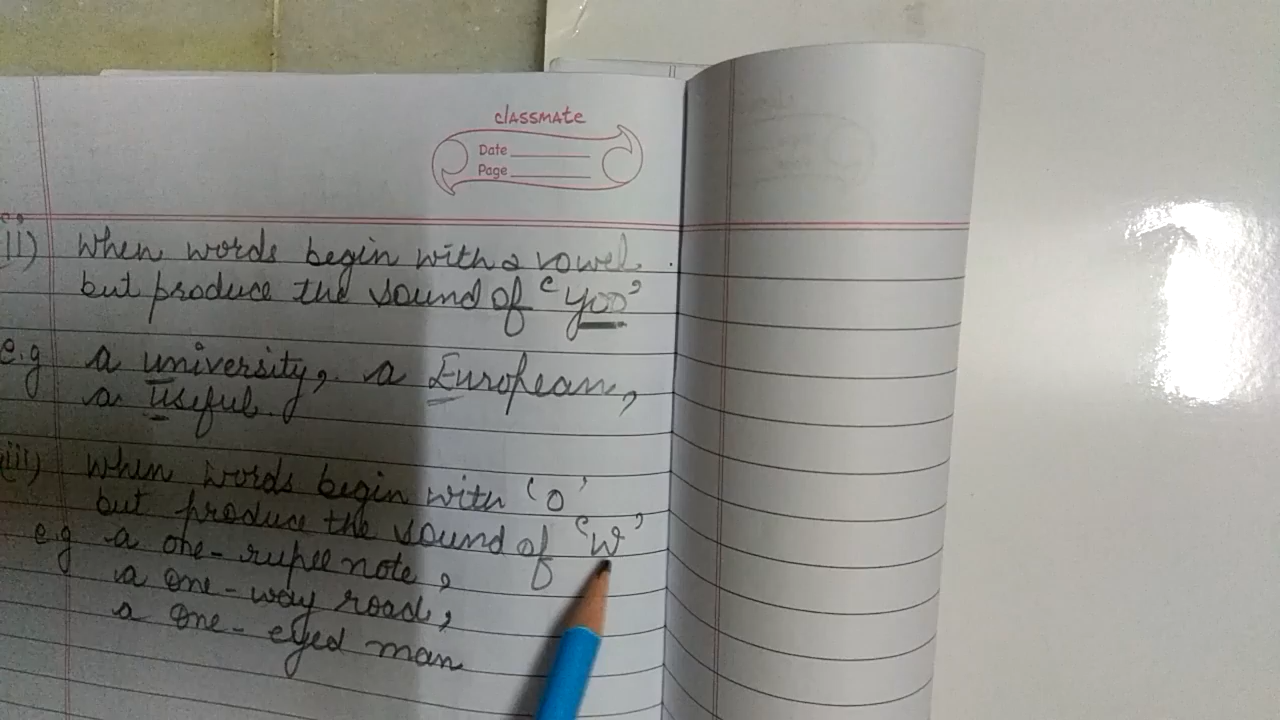 classmate
Date
Page
ii) When words begin with a vowel
but produce the sound of 'yoo'
e.g a university, a European,
a useful.
iii) When words begin with 'o'
but produce the sound of 'W'
e.g a one-rupee note,
a one-way road,
a one-eyed man